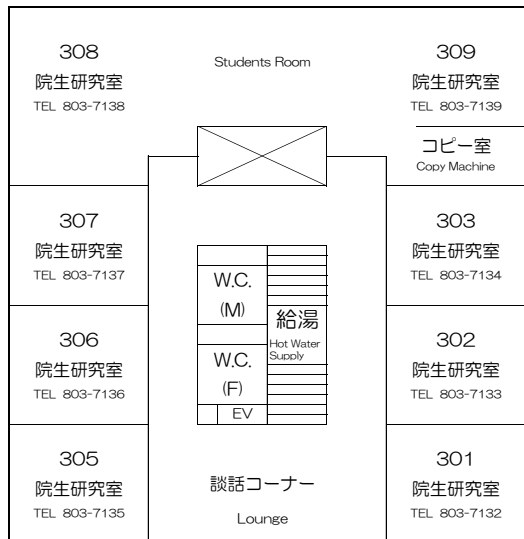 308
院生研究室
TEL 803-7138
Students Room
309
院生研究室
TEL 803-7139
コピー室
Copy Machine
307
院生研究室
TEL 803-7137
303
院生研究室
TEL 803-7134
W.C.
(M)
給湯
Hot Water
Supply
306
院生研究室
TEL 803-7136
W.C.
(F)
EV
302
院生研究室
TEL 803-7133
305
院生研究室
TEL 803-7135
談話コーナー
Lounge
301
院生研究室
TEL 803-7132